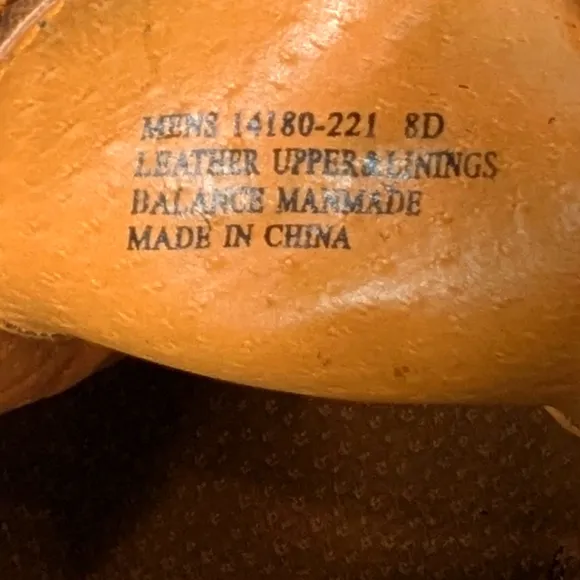 MENS 14180-221 8D
LEATHER UPPER&LININGS
BALANCE MANMADE
MADE IN CHINA